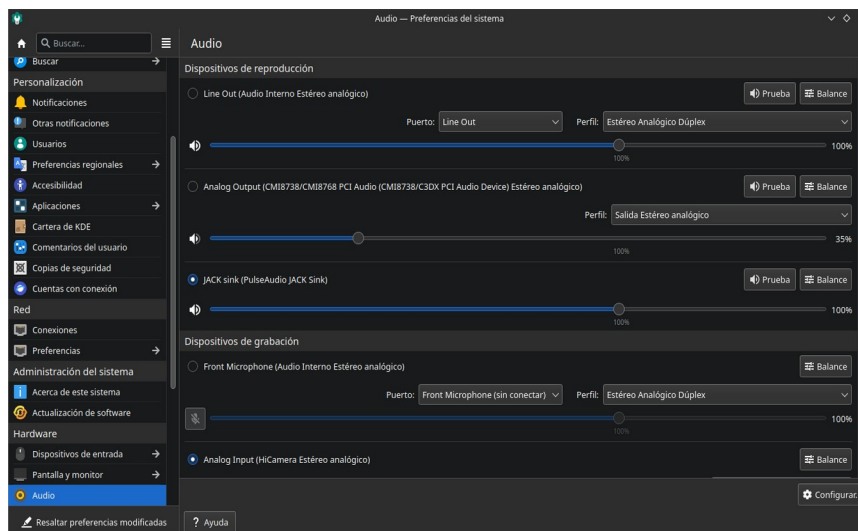 Audio — Preferencias del sistema
Buscar...
Audio
Buscar
Personalización
Notificaciones
Otras notificaciones
Usuarios
Preferencias regionales
Accesibilidad
Aplicaciones
Cartera de KDE
Comentarios del usuario
Copias de seguridad
Cuentas con conexión
Red
Conexiones
Preferencias
Administración del sistema
Acerca de este sistema
Actualización de software
Hardware
Dispositivos de entrada
Pantalla y monitor
Audio
Resaltar preferencias modificadas
Dispositivos de reproducción
Line Out (Audio Interno Estéreo analógico) Prueba Balance
Puerto: Line Out Perfil: Estéreo Analógico Dúplex
100%
100%
Analog Output (CMI8738/CMI8768 PCI Audio (CMI8738/C3DX PCI Audio Device) Estéreo analógico) Prueba Balance
Perfil: Salida Estéreo analógico
35%
100%
JACK sink (PulseAudio JACK Sink) Prueba Balance
100%
100%
Dispositivos de grabación
Front Microphone (Audio Interno Estéreo analógico) Balance
Puerto: Front Microphone (sin conectar) Perfil: Estéreo Analógico Dúplex
100%
100%
Analog Input (HiCamera Estéreo analógico) Balance
Configurar.
? Ayuda